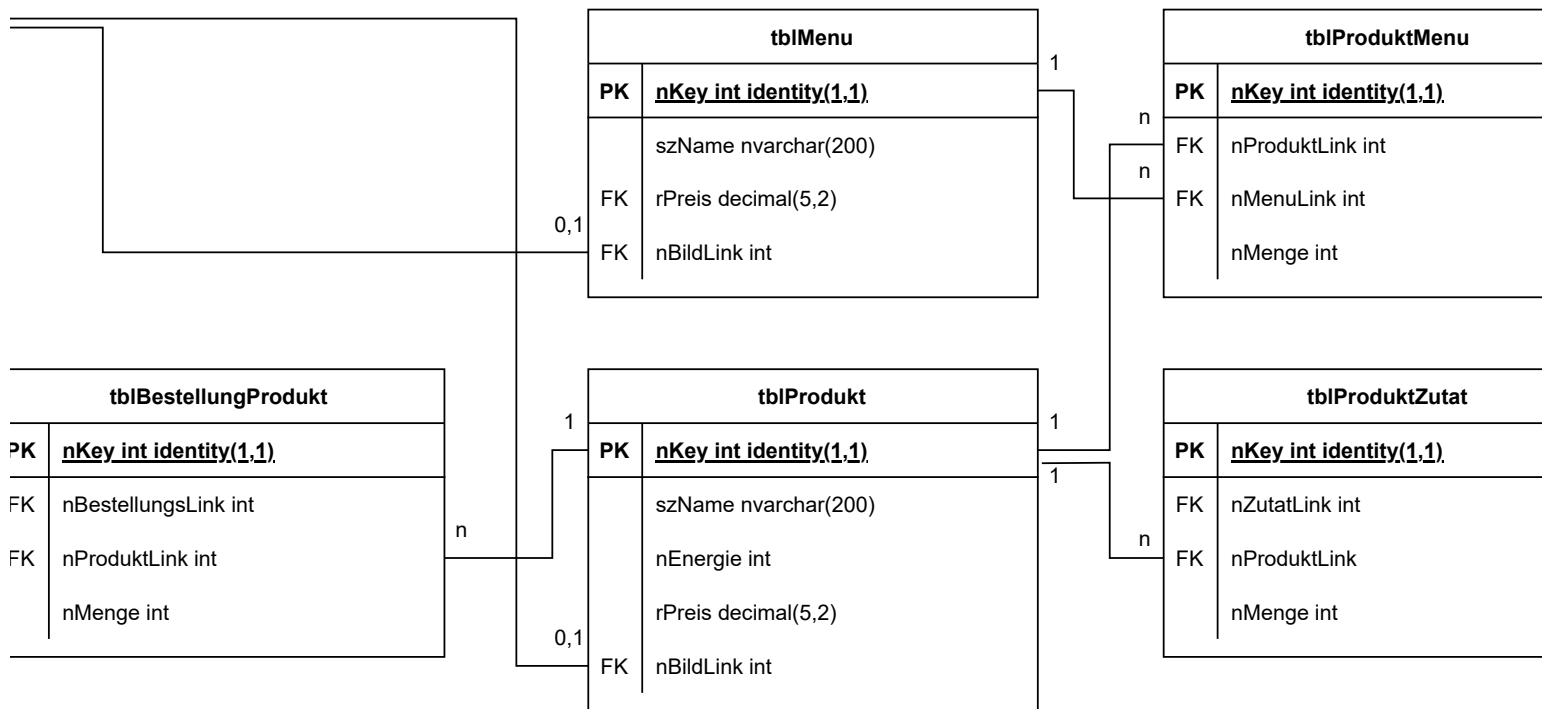 tblMenu
1
PK nKey int identity(1,1)
szName nvarchar(200)
FK rPreis decimal(5,2)
0,1
FK nBildLink int
tblProduktMenu
PK nKey int identity(1,1)
n
FK nProduktLink int
n
FK nMenuLink int
nMenge int
tblBestellungProdukt
PK nKey int identity(1,1)
FK nBestellungsLink int
n
FK nProduktLink int
nMenge int
tblProdukt
1
1
PK nKey int identity(1,1)
1
szName nvarchar(200)
nEnergie int
rPreis decimal(5,2)
0,1
FK nBildLink int
tblProduktZutat
PK nKey int identity(1,1)
FK nZutatLink int
n
FK nProduktLink
nMenge int